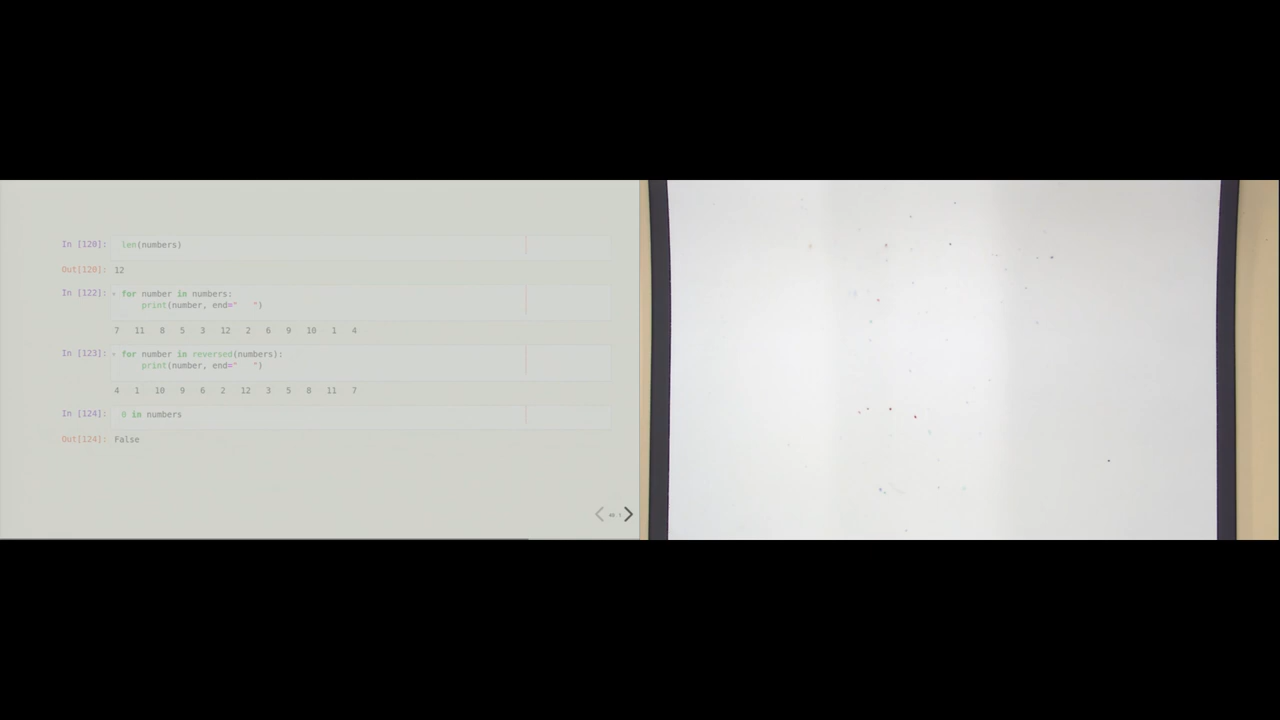 In [120]: len(numbers)
Out[120]: 12
In [122]: for number in numbers:
print(number, end="   ")
7   11   8   5   3   12   2   6   9   10   1   4
In [123]: for number in reversed(numbers):
print(number, end="   ")
4   1   10   9   6   2   12   3   5   8   11   7
In [124]: 0 in numbers
Out[124]: False